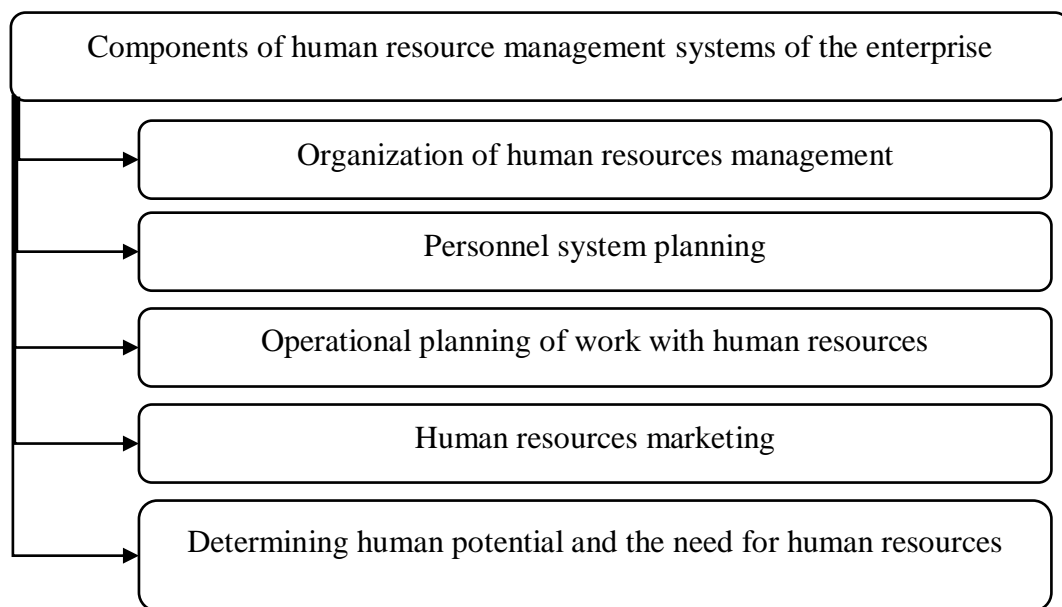 Components of human resource management systems of the enterprise
Organization of human resources management
Personnel system planning
Operational planning of work with human resources
Human resources marketing
Determining human potential and the need for human resources